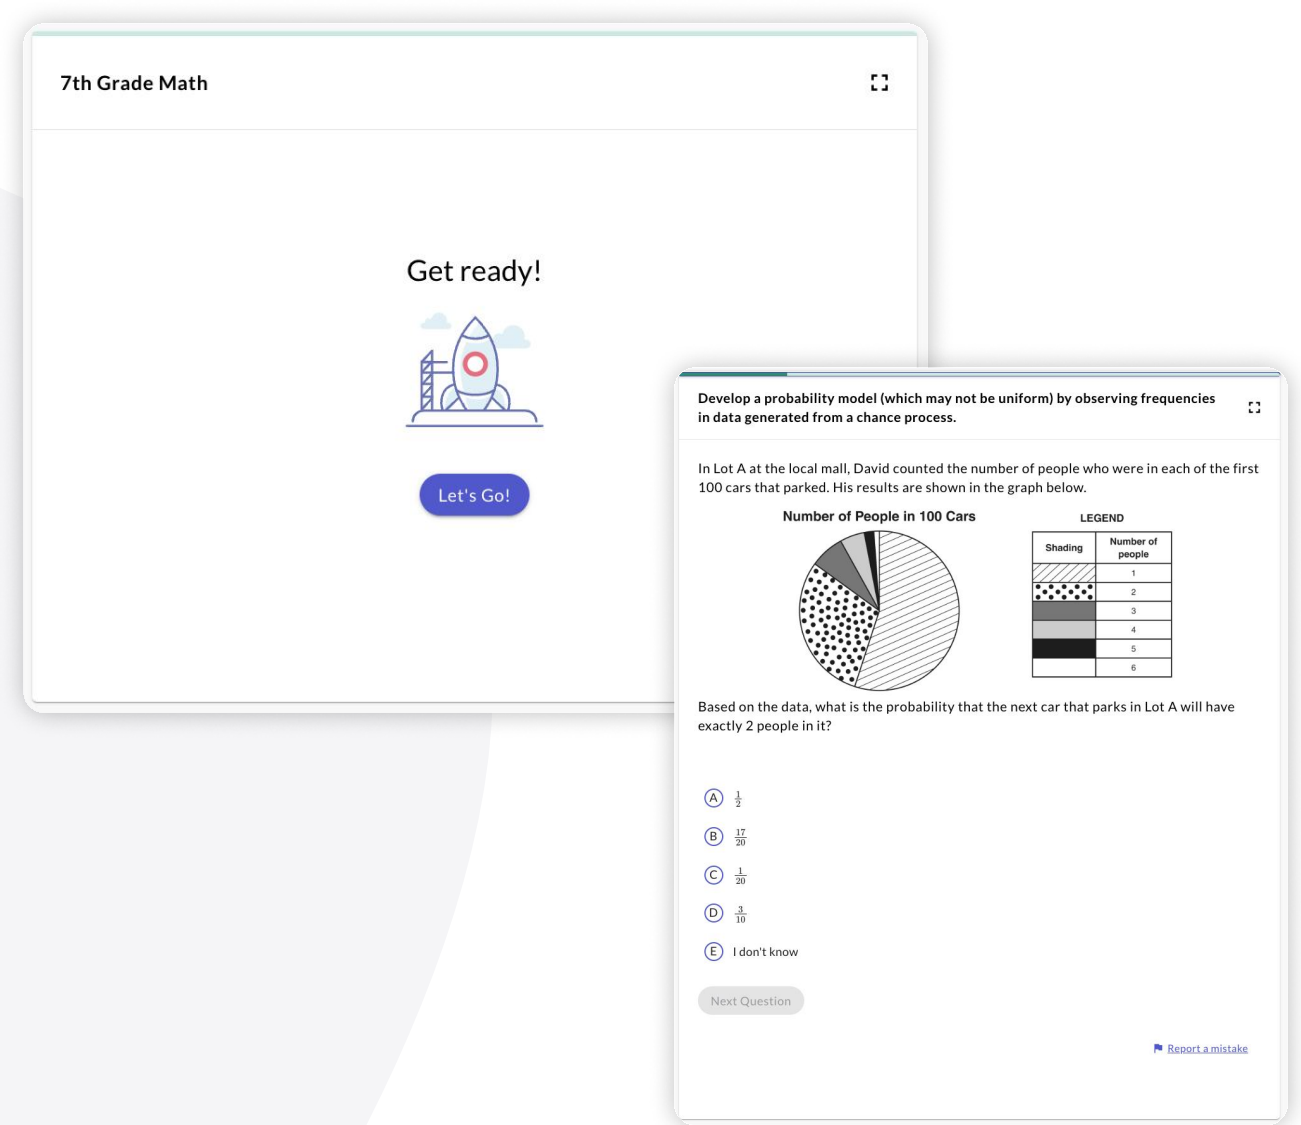 7th Grade Math
Get ready!
Let's Go!
Develop a probability model (which may not be uniform) by observing frequencies
in data generated from a chance process.
In Lot A at the local mall, David counted the number of people who were in each of the first
100 cars that parked. His results are shown in the graph below.
Number of People in 100 Cars
LEGEND
Shading Number of people
1
2
3
4
5
6
Based on the data, what is the probability that the next car that parks in Lot A will have
exactly 2 people in it?
A 1/2
B 17/20
C 1/20
D 3/10
E I don't know
Next Question
Report a mistake